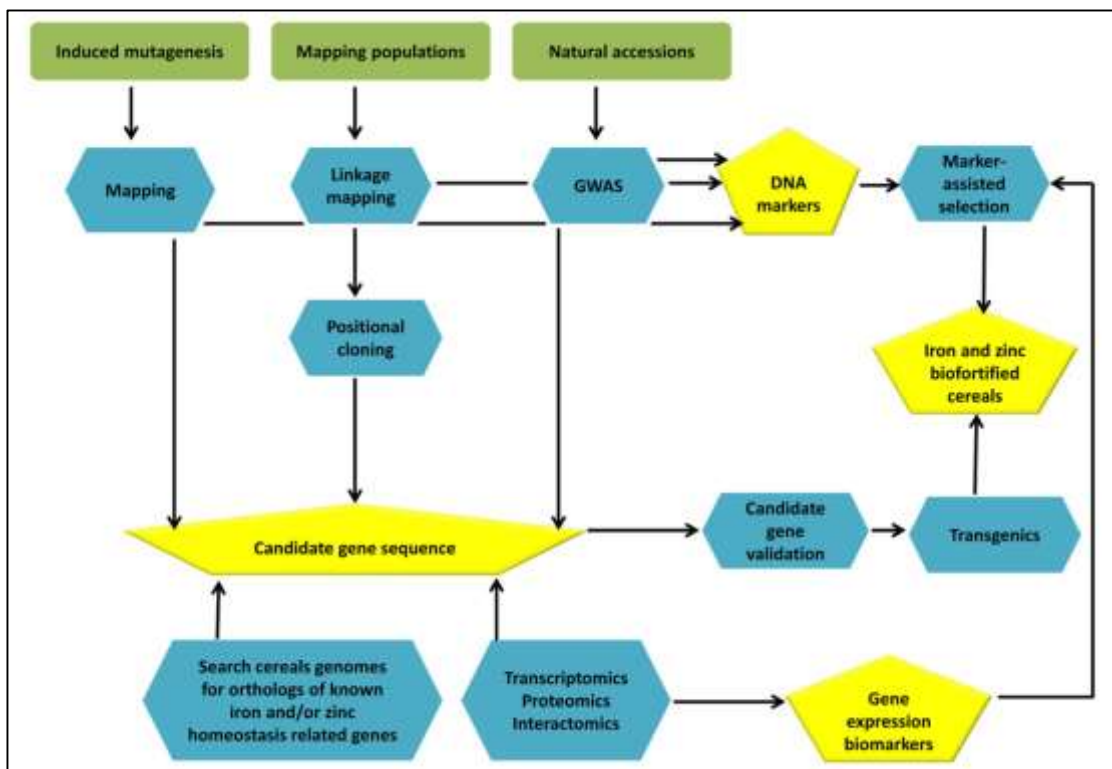 Induced mutagenesis
Mapping populations
Natural accessions
Mapping
Linkage
mapping
GWAS
DNA
markers
Marker-
assisted
selection
Positional
cloning
Iron and zinc
biofortified
cereals
Candidate gene sequence
Candidate
gene
validation
Transgenics
Search cereals genomes
for orthologs of known
iron and/or zinc
homeostasis related genes
Transcriptomics
Proteomics
Interactomics
Gene
expression
biomarkers